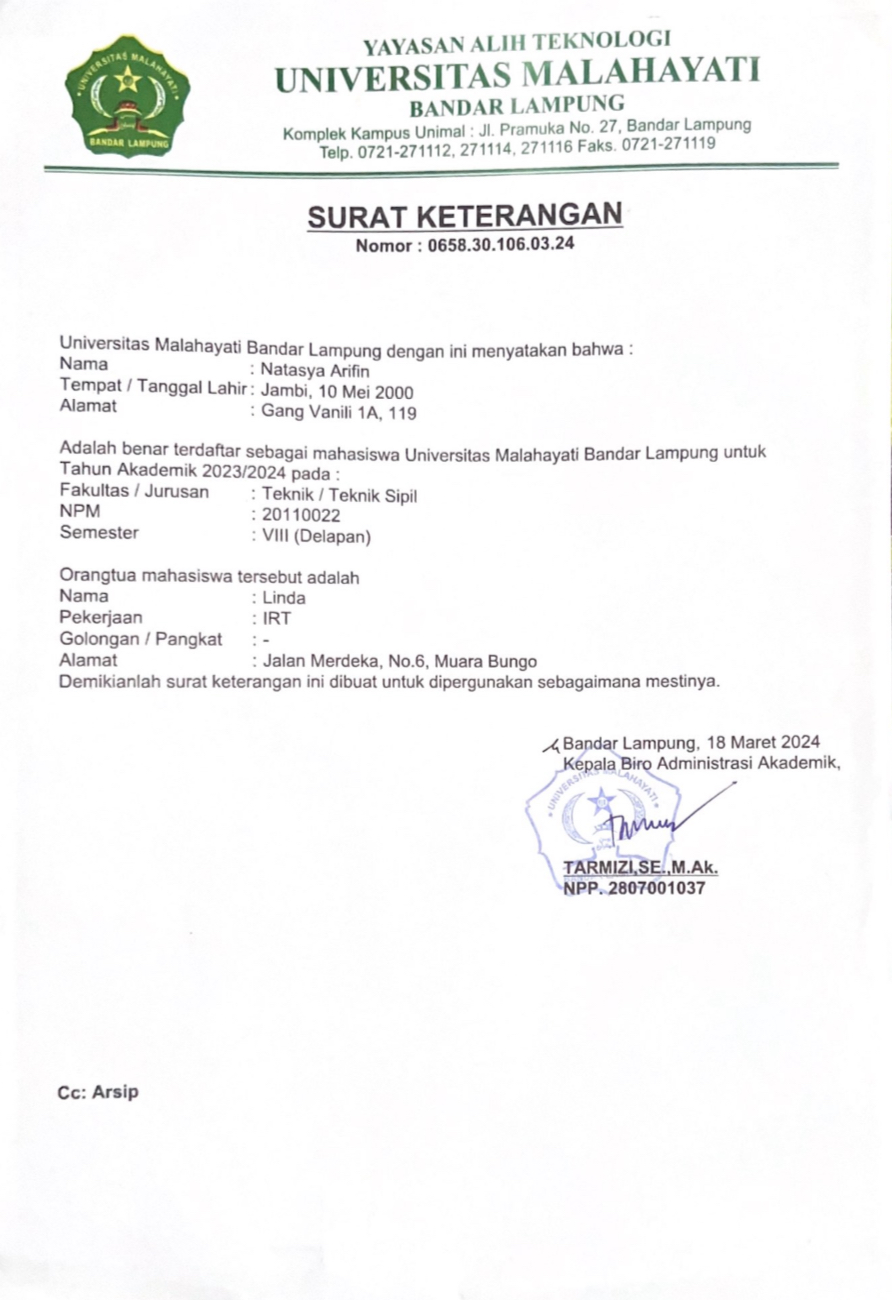 UNIVERSITAS MALAHAYATI
BANDAR LAMPUNG
YAYASAN ALIH TEKNOLOGI
UNIVERSITAS MALAHAYATI
BANDAR LAMPUNG
Komplek Kampus Unimal : Jl. Pramuka No. 27, Bandar Lampung
Telp. 0721-271112, 271114, 271116 Faks. 0721-271119
SURAT KETERANGAN
Nomor : 0658.30.106.03.24
Universitas Malahayati Bandar Lampung dengan ini menyatakan bahwa :
Nama : Natasya Arifin
Tempat / Tanggal Lahir : Jambi, 10 Mei 2000
Alamat : Gang Vanili 1A, 119
Adalah benar terdaftar sebagai mahasiswa Universitas Malahayati Bandar Lampung untuk
Tahun Akademik 2023/2024 pada :
Fakultas / Jurusan : Teknik / Teknik Sipil
NPM : 20110022
Semester : VIII (Delapan)
Orangtua mahasiswa tersebut adalah
Nama : Linda
Pekerjaan : IRT
Golongan / Pangkat : -
Alamat : Jalan Merdeka, No.6, Muara Bungo
Demikianlah surat keterangan ini dibuat untuk dipergunakan sebagaimana mestinya.
Bandar Lampung, 18 Maret 2024
Kepala Biro Administrasi Akademik,
UNIVERSITAS MALAHAYATI
TARMIZI,SE.,M.Ak.
NPP. 2807001037
Cc: Arsip